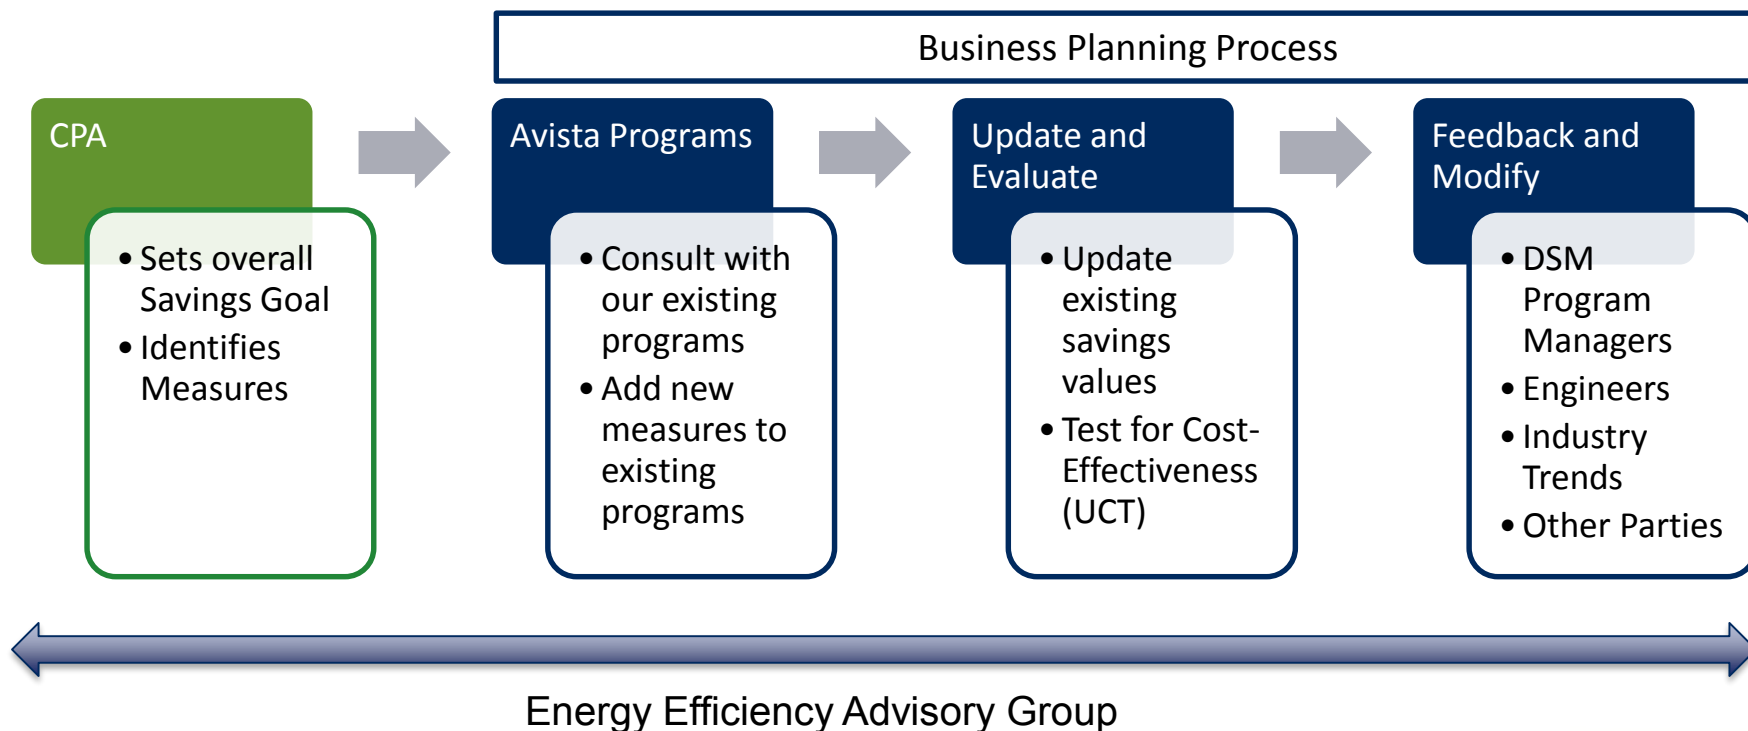 Business Planning Process
CPA
• Sets overall
Savings Goal
• Identifies
Measures
Avista Programs
• Consult with
our existing
programs
• Add new
measures to
existing
programs
Update and
Evaluate
• Update
existing
savings
values
• Test for Cost-
Effectiveness
(UCT)
Feedback and
Modify
• DSM
Program
Managers
• Engineers
• Industry
Trends
• Other Parties
Energy Efficiency Advisory Group